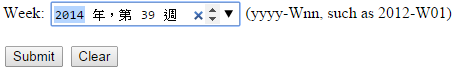 Week: 2014 年，第 39 週 (yyyy-Wnn, such as 2012-W01)
Submit Clear